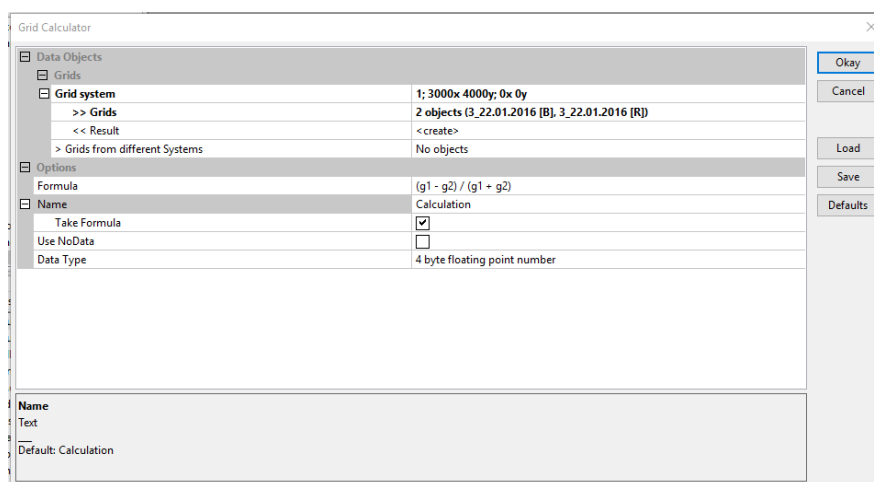 Grid Calculator
Data Objects
Grids
Grid system 1; 3000x 4000y; 0x 0y
>> Grids 2 objects (3_22.01.2016 [B], 3_22.01.2016 [R])
<< Result <create>
> Grids from different Systems No objects
Options
Formula (g1 - g2) / (g1 + g2)
Name Calculation
Take Formula
Use NoData
Data Type 4 byte floating point number
Okay
Cancel
Load
Save
Defaults
Name
Text
__
Default: Calculation